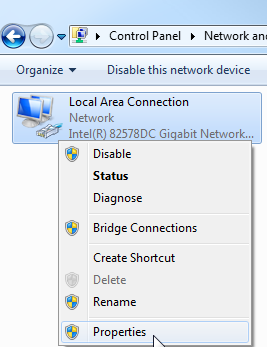 Control Panel Network an
Organize Disable this network device
Local Area Connection
Network
Intel(R) 82578DC Gigabit Network...
Disable
Status
Diagnose
Bridge Connections
Create Shortcut
Delete
Rename
Properties